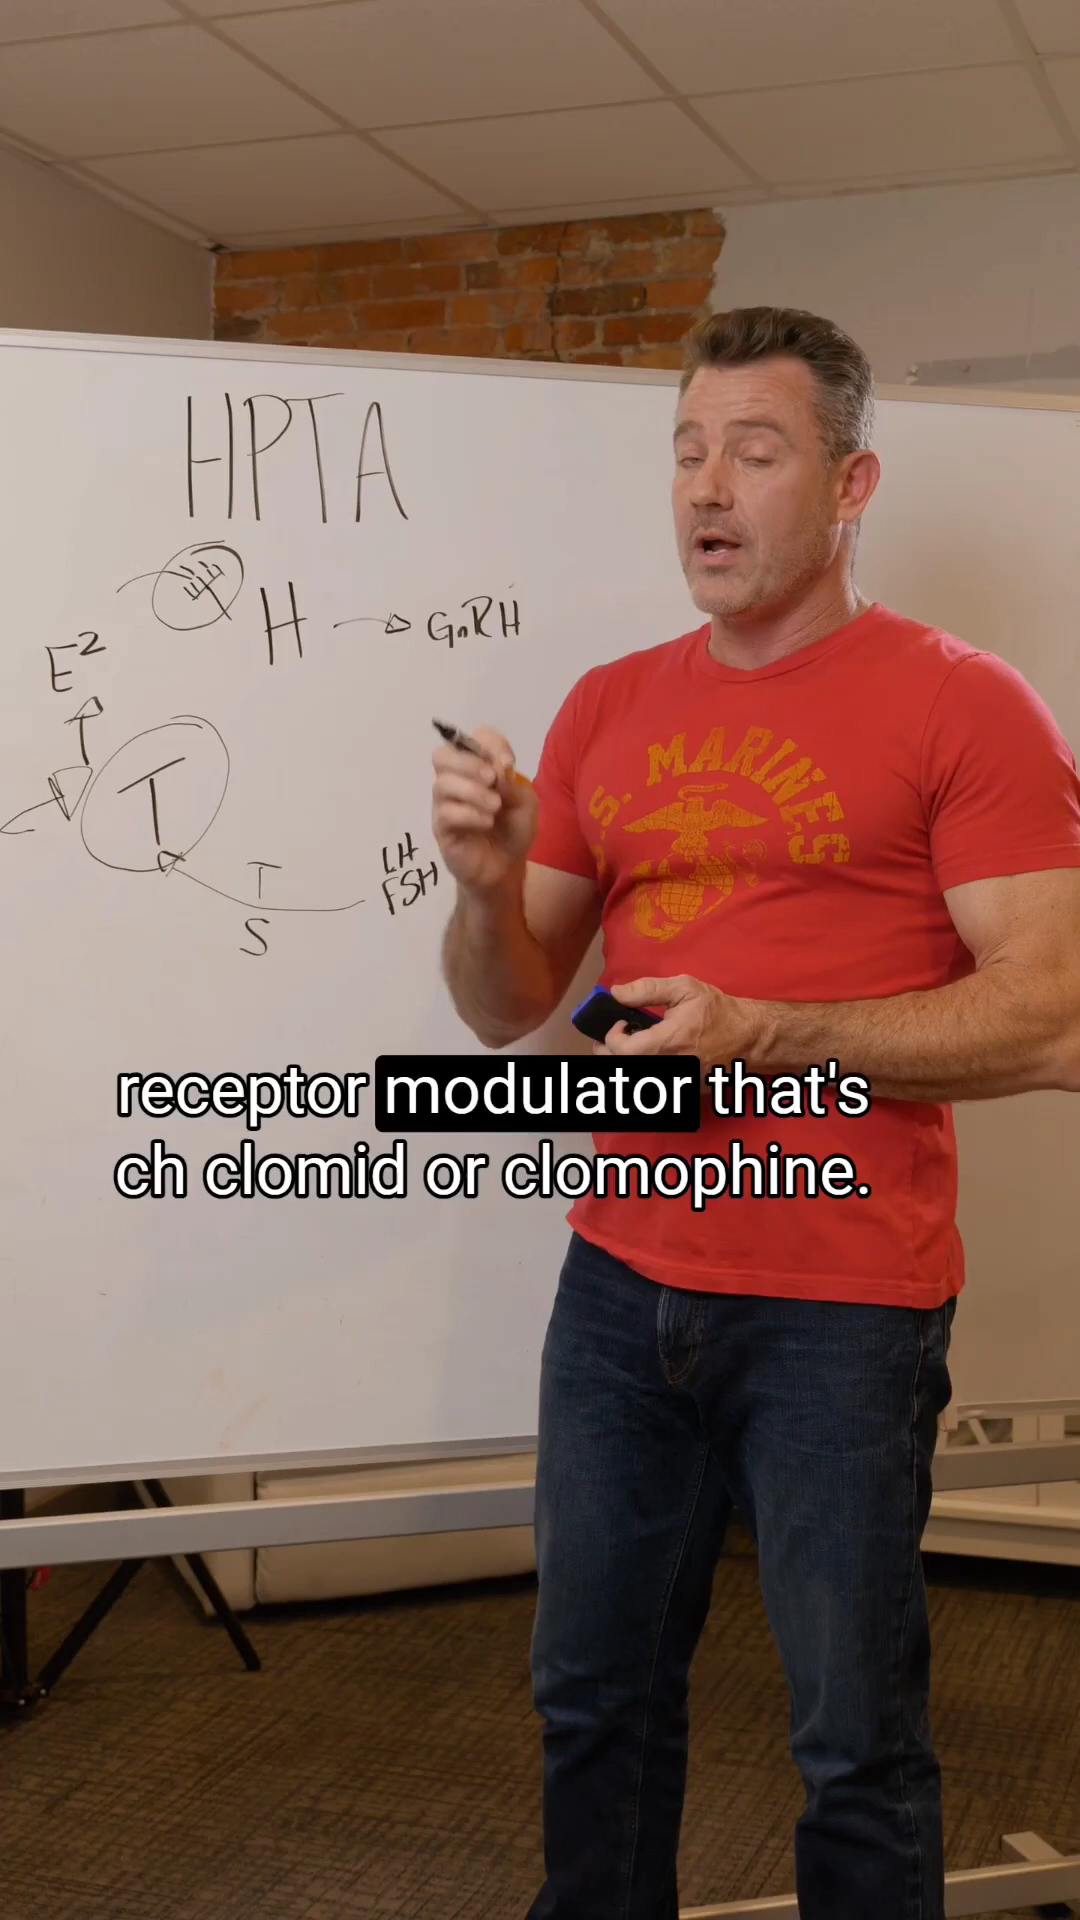 HPTA
H → GnRH
E²
T
LH
FSH
T
S
U.S. MARINES
receptor modulator that's
ch clomid or clomophine.